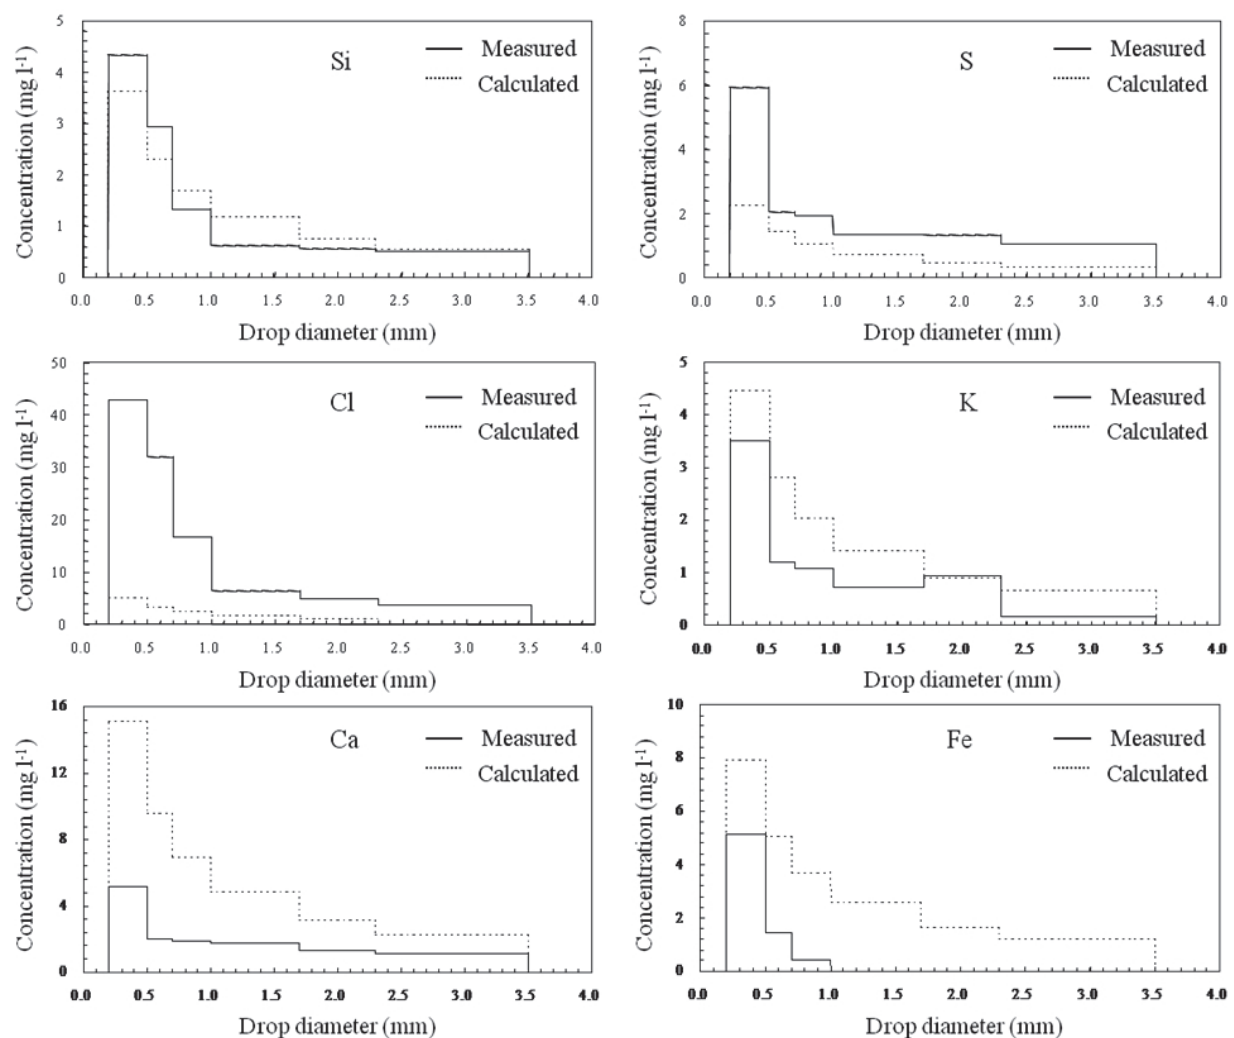 5
4
3
2
1
0
Concentration (mg l-1)
Si
Measured
Calculated
0.0 0.5 1.0 1.5 2.0 2.5 3.0 3.5 4.0
Drop diameter (mm)
8
6
4
2
0
Concentration (mg l-1)
S
Measured
Calculated
0.0 0.5 1.0 1.5 2.0 2.5 3.0 3.5 4.0
Drop diameter (mm)
50
40
30
20
10
0
Concentration (mg l-1)
Cl
Measured
Calculated
0.0 0.5 1.0 1.5 2.0 2.5 3.0 3.5 4.0
Drop diameter (mm)
5
4
3
2
1
0
Concentration (mg l-1)
K
Measured
Calculated
0.0 0.5 1.0 1.5 2.0 2.5 3.0 3.5 4.0
Drop diameter (mm)
16
12
8
4
0
Concentration (mg l-1)
Ca
Measured
Calculated
0.0 0.5 1.0 1.5 2.0 2.5 3.0 3.5 4.0
Drop diameter (mm)
10
8
6
4
2
0
Concentration (mg l-1)
Fe
Measured
Calculated
0.0 0.5 1.0 1.5 2.0 2.5 3.0 3.5 4.0
Drop diameter (mm)